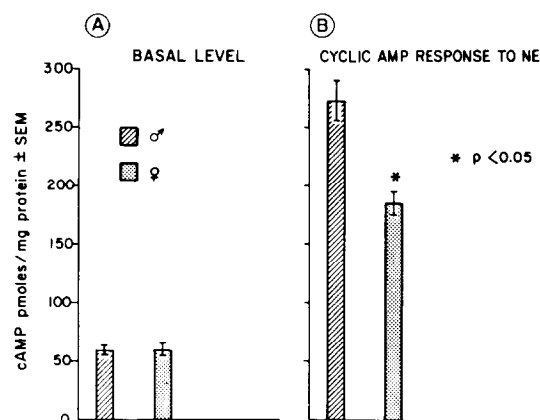 A
B
BASAL LEVEL
CYCLIC AMP RESPONSE TO NE
cAMP pmoles/mg protein ± SEM
300
250
200
150
100
50
0
♂
♀
*
* p <0.05